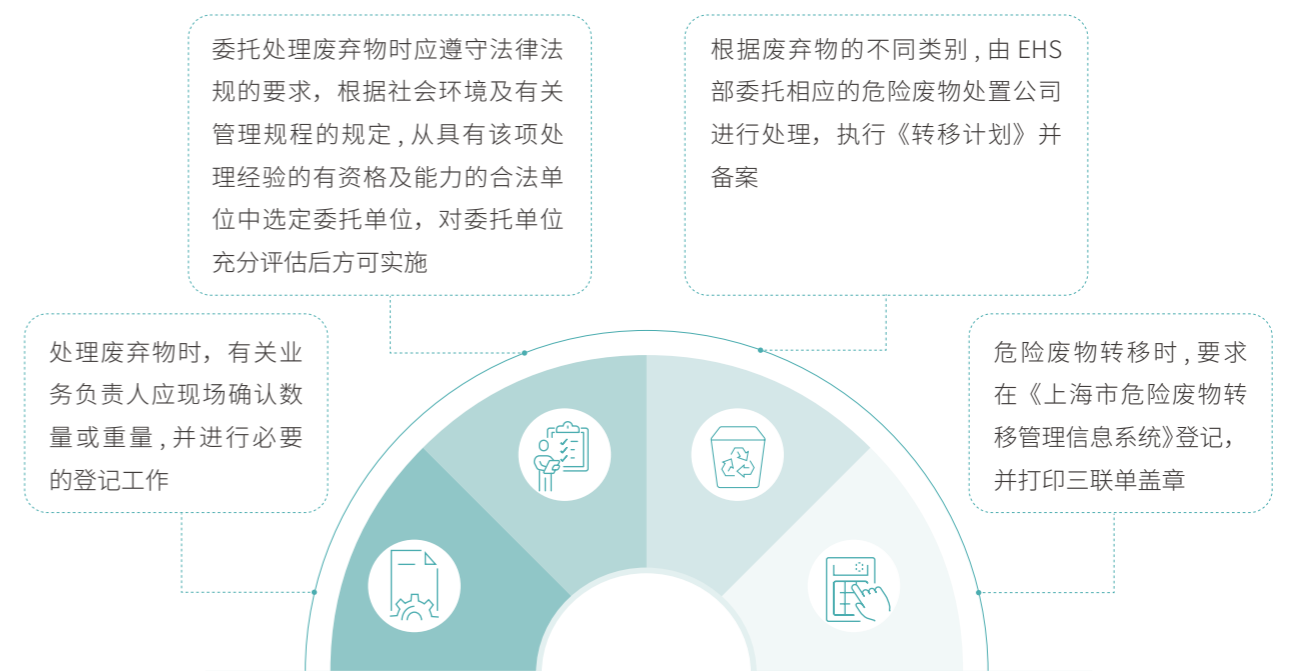 委托处理废弃物时应遵守法律法
规的要求，根据社会环境及有关
管理规程的规定,从具有该项处
理经验的有资格及能力的合法单
位中选定委托单位，对委托单位
充分评估后方可实施
根据废弃物的不同类别,由 EHS
部委托相应的危险废物处置公司
进行处理，执行《转移计划》并
备案
处理废弃物时，有关业
务负责人应现场确认数
量或重量,并进行必要
的登记工作
危险废物转移时,要求
在《上海市危险废物转
移管理信息系统》登记，
并打印三联单盖章